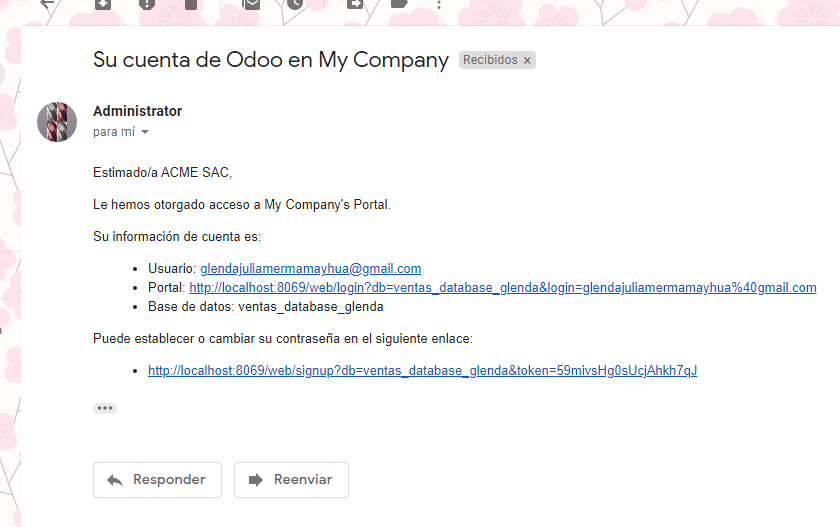 Su cuenta de Odoo en My Company Recibidos ×
Administrator
para mí
Estimado/a ACME SAC,
Le hemos otorgado acceso a My Company's Portal.
Su información de cuenta es:
• Usuario: glendajuliamermamayhua@gmail.com
• Portal: http://localhost:8069/web/login?db=ventas_database_glenda&login=glendajuliamermamayhua%40gmail.com
• Base de datos: ventas_database_glenda
Puede establecer o cambiar su contraseña en el siguiente enlace:
• http://localhost:8069/web/signup?db=ventas_database_glenda&token=59mivsHg0sUcjAhkh7qJ
Responder Reenviar